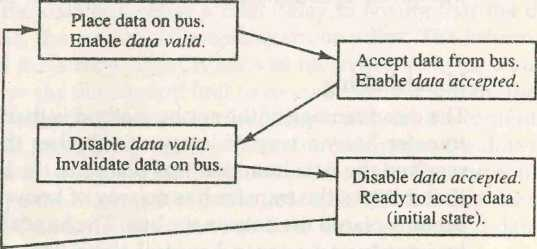 Place data on bus.
Enable data valid.
Accept data from bus.
Enable data accepted.
Disable data valid.
Invalidate data on bus.
Disable data accepted.
Ready to accept data
(initial state).